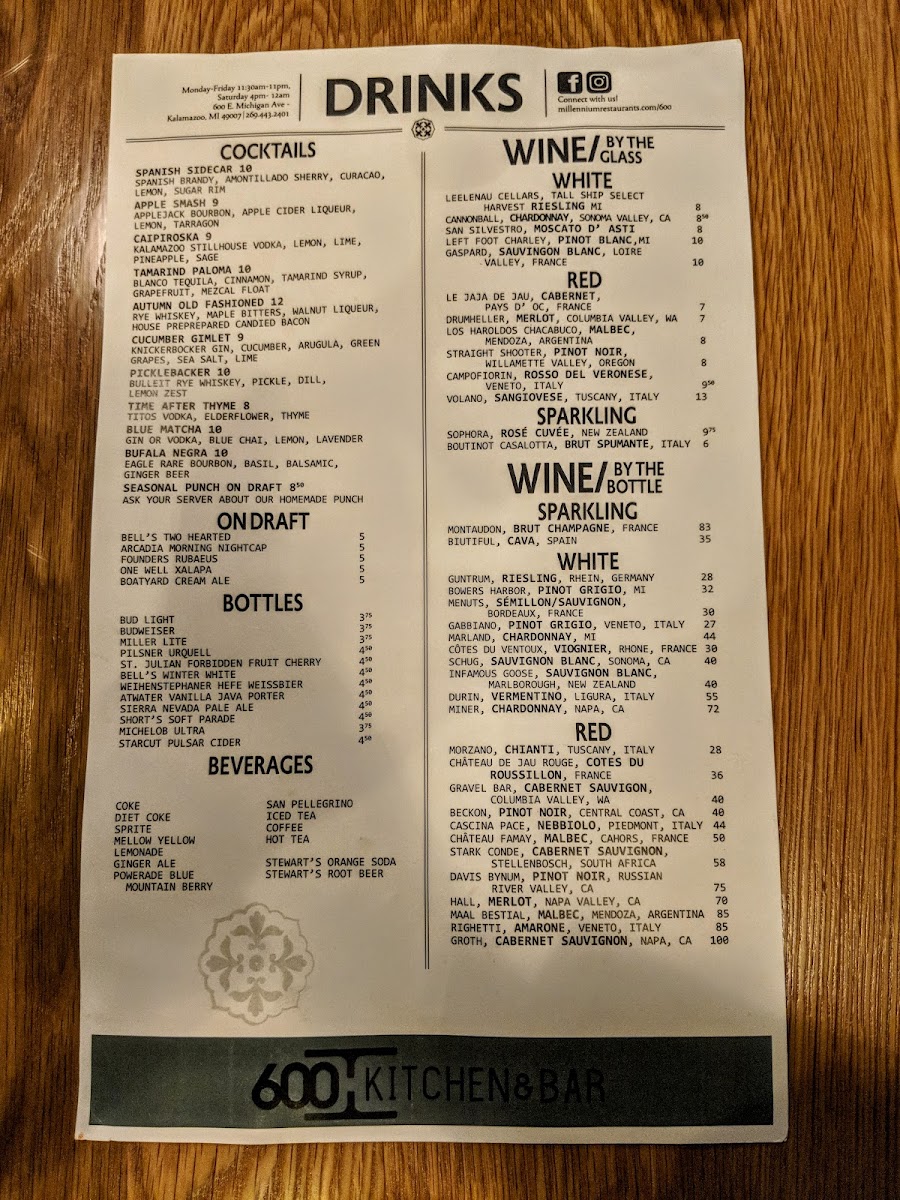 Monday-Friday 11:30am-11pm,
Saturday 4pm- 12am
600 E. Michigan Ave -
Kalamazoo, MI 49007 | 269.443.2401
DRINKS
Connect with us!
millenniumrestaurants.com/600
COCKTAILS
SPANISH SIDECAR 10
SPANISH BRANDY, AMONTILLADO SHERRY, CURACAO,
LEMON, SUGAR RIM
APPLE SMASH 9
APPLEJACK BOURBON, APPLE CIDER LIQUEUR,
LEMON, TARRAGON
CAIPIROSKA 9
KALAMAZOO STILLHOUSE VODKA, LEMON, LIME,
PINEAPPLE, SAGE
TAMARIND PALOMA 10
BLANCO TEQUILA, CINNAMON, TAMARIND SYRUP,
GRAPEFRUIT, MEZCAL FLOAT
AUTUMN OLD FASHIONED 12
RYE WHISKEY, MAPLE BITTERS, WALNUT LIQUEUR,
HOUSE PREPREPARED CANDIED BACON
CUCUMBER GIMLET 9
KNICKERBOCKER GIN, CUCUMBER, ARUGULA, GREEN
GRAPES, SEA SALT, LIME
PICKLEBACKER 10
BULLEIT RYE WHISKEY, PICKLE, DILL,
LEMON ZEST
TIME AFTER THYME 8
TITOS VODKA, ELDERFLOWER, THYME
BLUE MATCHA 10
GIN OR VODKA, BLUE CHAI, LEMON, LAVENDER
BUFALA NEGRA 10
EAGLE RARE BOURBON, BASIL, BALSAMIC,
GINGER BEER
SEASONAL PUNCH ON DRAFT 8⁵⁰
ASK YOUR SERVER ABOUT OUR HOMEMADE PUNCH
ON DRAFT
BELL'S TWO HEARTED 5
ARCADIA MORNING NIGHTCAP 5
FOUNDERS RUBAEUS 5
ONE WELL XALAPA 5
BOATYARD CREAM ALE 5
BOTTLES
BUD LIGHT 3⁷⁵
BUDWEISER 3⁷⁵
MILLER LITE 3⁷⁵
PILSNER URQUELL 4⁵⁰
ST. JULIAN FORBIDDEN FRUIT CHERRY 4⁵⁰
BELL'S WINTER WHITE 4⁵⁰
WEIHENSTEPHANER HEFE WEISSBIER 4⁵⁰
ATWATER VANILLA JAVA PORTER 4⁵⁰
SIERRA NEVADA PALE ALE 4⁵⁰
SHORT'S SOFT PARADE 4⁵⁰
MICHELOB ULTRA 3⁷⁵
STARCUT PULSAR CIDER 4⁵⁰
BEVERAGES
COKE
DIET COKE
SPRITE
MELLOW YELLOW
LEMONADE
GINGER ALE
POWERADE BLUE
MOUNTAIN BERRY
SAN PELLEGRINO
ICED TEA
COFFEE
HOT TEA
STEWART'S ORANGE SODA
STEWART'S ROOT BEER
WINE/ BY THE
GLASS
WHITE
LEELENAU CELLARS, TALL SHIP SELECT
HARVEST RIESLING MI 8
CANNONBALL, CHARDONNAY, SONOMA VALLEY, CA 8⁵⁰
SAN SILVESTRO, MOSCATO D' ASTI 8
LEFT FOOT CHARLEY, PINOT BLANC,MI 10
GASPARD, SAUVINGON BLANC, LOIRE
VALLEY, FRANCE 10
RED
LE JAJA DE JAU, CABERNET,
PAYS D' OC, FRANCE 7
DRUMHELLER, MERLOT, COLUMBIA VALLEY, WA 7
LOS HAROLDOS CHACABUCO, MALBEC,
MENDOZA, ARGENTINA 8
STRAIGHT SHOOTER, PINOT NOIR,
WILLAMETTE VALLEY, OREGON 8
CAMPOFIORIN, ROSSO DEL VERONESE,
VENETO, ITALY 9⁵⁰
VOLANO, SANGIOVESE, TUSCANY, ITALY 13
SPARKLING
SOPHORA, ROSÉ CUVÉE, NEW ZEALAND 9⁷⁵
BOUTINOT CASALOTTA, BRUT SPUMANTE, ITALY 6
WINE/ BY THE
BOTTLE
SPARKLING
MONTAUDON, BRUT CHAMPAGNE, FRANCE 83
BIUTIFUL, CAVA, SPAIN 35
WHITE
GUNTRUM, RIESLING, RHEIN, GERMANY 28
BOWERS HARBOR, PINOT GRIGIO, MI 32
MENUTS, SÉMILLON/SAUVIGNON,
BORDEAUX, FRANCE 30
GABBIANO, PINOT GRIGIO, VENETO, ITALY 27
MARLAND, CHARDONNAY, MI 44
CÔTES DU VENTOUX, VIOGNIER, RHONE, FRANCE 30
SCHUG, SAUVIGNON BLANC, SONOMA, CA 40
INFAMOUS GOOSE, SAUVIGNON BLANC,
MARLBOROUGH, NEW ZEALAND 40
DURIN, VERMENTINO, LIGURA, ITALY 55
MINER, CHARDONNAY, NAPA, CA 72
RED
MORZANO, CHIANTI, TUSCANY, ITALY 28
CHÂTEAU DE JAU ROUGE, COTES DU
ROUSSILLON, FRANCE 36
GRAVEL BAR, CABERNET SAUVIGON,
COLUMBIA VALLEY, WA 40
BECKON, PINOT NOIR, CENTRAL COAST, CA 40
CASCINA PACE, NEBBIOLO, PIEDMONT, ITALY 44
CHÂTEAU FAMAY, MALBEC, CAHORS, FRANCE 50
STARK CONDE, CABERNET SAUVIGNON,
STELLENBOSCH, SOUTH AFRICA 58
DAVIS BYNUM, PINOT NOIR, RUSSIAN
RIVER VALLEY, CA 75
HALL, MERLOT, NAPA VALLEY, CA 70
MAAL BESTIAL, MALBEC, MENDOZA, ARGENTINA 85
RIGHETTI, AMARONE, VENETO, ITALY 85
GROTH, CABERNET SAUVIGNON, NAPA, CA 100
600 KITCHEN & BAR